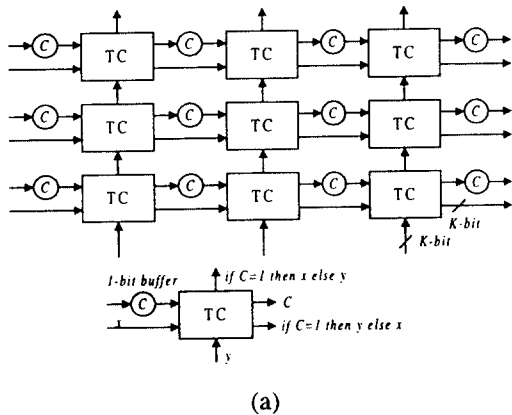 C C C C
TC TC TC
C C C C
TC TC TC
C C C C
TC TC TC
K-bit
K-bit
1-bit buffer
if C=1 then x else y
C
TC
C
x
if C=1 then y else x
y
(a)